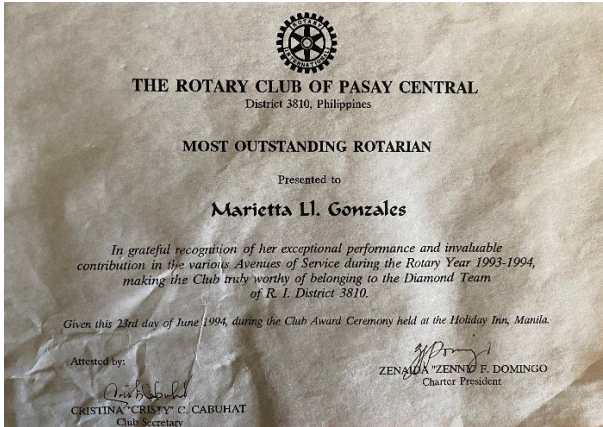 ROTARY
INTERNATIONAL
THE ROTARY CLUB OF PASAY CENTRAL
District 3810, Philippines
MOST OUTSTANDING ROTARIAN
Presented to
Marietta Ll. Gonzales
In grateful recognition of her exceptional performance and invaluable
contribution in the various Avenues of Service during the Rotary Year 1993-1994,
making the Club truly worthy of belonging to the Diamond Team
of R. I. District 3810.
Given this 23rd day of June 1994, during the Club Award Ceremony held at the Holiday Inn, Manila.
Attested by:
ZENAIDA "ZENNY" F. DOMINGO
Charter President
CRISTINA "CRISTY" C. CABUHAT
Club Secretary